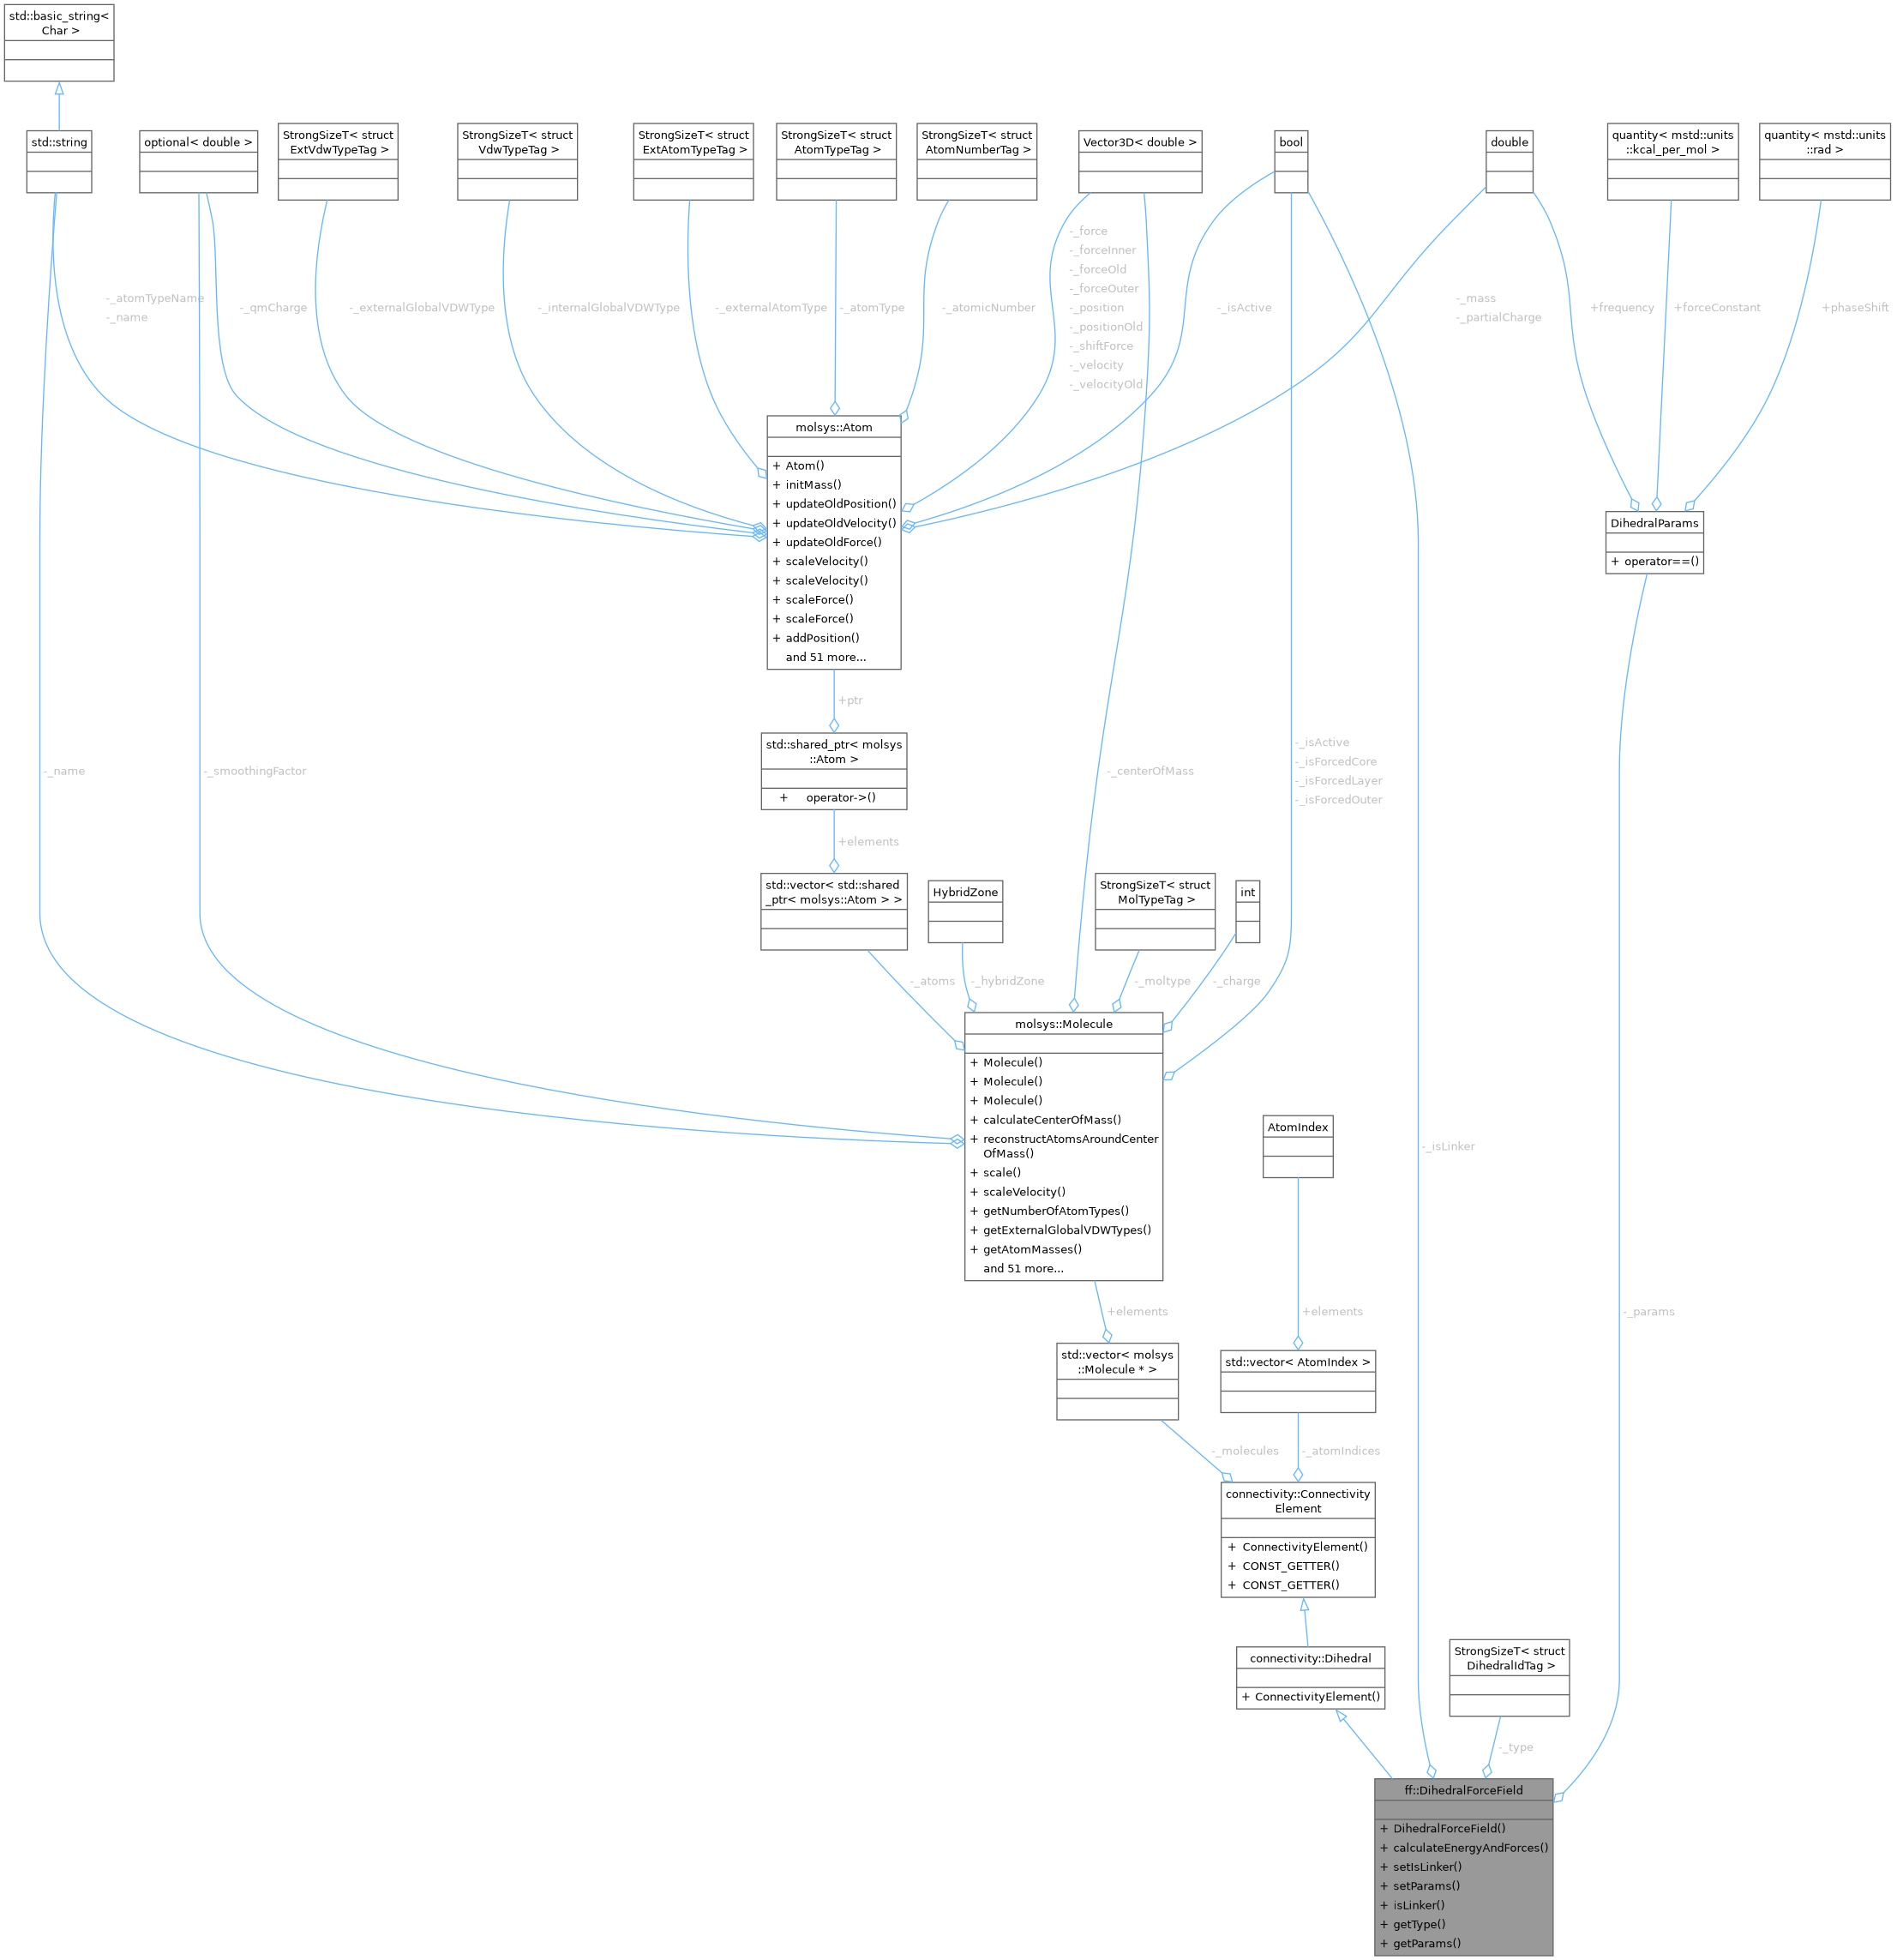 std::basic_string<
Char >
std::string
optional< double >
StrongSizeT< struct
ExtVdwTypeTag >
StrongSizeT< struct
VdwTypeTag >
StrongSizeT< struct
ExtAtomTypeTag >
StrongSizeT< struct
AtomTypeTag >
StrongSizeT< struct
AtomNumberTag >
Vector3D< double >
bool
double
quantity< mstd::units
::kcal_per_mol >
quantity< mstd::units
::rad >
-_atomTypeName
-_name
-_qmCharge
-_externalGlobalVDWType
-_internalGlobalVDWType
-_externalAtomType
-_atomType
-_atomicNumber
-_force
-_forceInner
-_forceOld
-_forceOuter
-_position
-_positionOld
-_shiftForce
-_velocity
-_velocityOld
-_isActive
-_mass
-_partialCharge
+frequency
+forceConstant
+phaseShift
molsys::Atom
+ Atom()
+ initMass()
+ updateOldPosition()
+ updateOldVelocity()
+ updateOldForce()
+ scaleVelocity()
+ scaleVelocity()
+ scaleForce()
+ scaleForce()
+ addPosition()
and 51 more...
DihedralParams
+ operator==()
+ptr
std::shared_ptr< molsys
::Atom >
+ operator->()
-_name
-_smoothingFactor
-_centerOfMass
-_isActive
-_isForcedCore
-_isForcedLayer
-_isForcedOuter
+elements
std::vector< std::shared
_ptr< molsys::Atom > >
HybridZone
StrongSizeT< struct
MolTypeTag >
int
-_atoms
-_hybridZone
-_moltype
-_charge
molsys::Molecule
+ Molecule()
+ Molecule()
+ Molecule()
+ calculateCenterOfMass()
+ reconstructAtomsAroundCenter
OfMass()
+ scale()
+ scaleVelocity()
+ getNumberOfAtomTypes()
+ getExternalGlobalVDWTypes()
+ getAtomMasses()
and 51 more...
AtomIndex
-_isLinker
+elements
+elements
-_params
std::vector< molsys
::Molecule * >
std::vector< AtomIndex >
-_molecules
-_atomIndices
connectivity::Connectivity
Element
+ ConnectivityElement()
+ CONST_GETTER()
+ CONST_GETTER()
connectivity::Dihedral
+ ConnectivityElement()
StrongSizeT< struct
DihedralIdTag >
-_type
ff::DihedralForceField
+ DihedralForceField()
+ calculateEnergyAndForces()
+ setIsLinker()
+ setParams()
+ isLinker()
+ getType()
+ getParams()